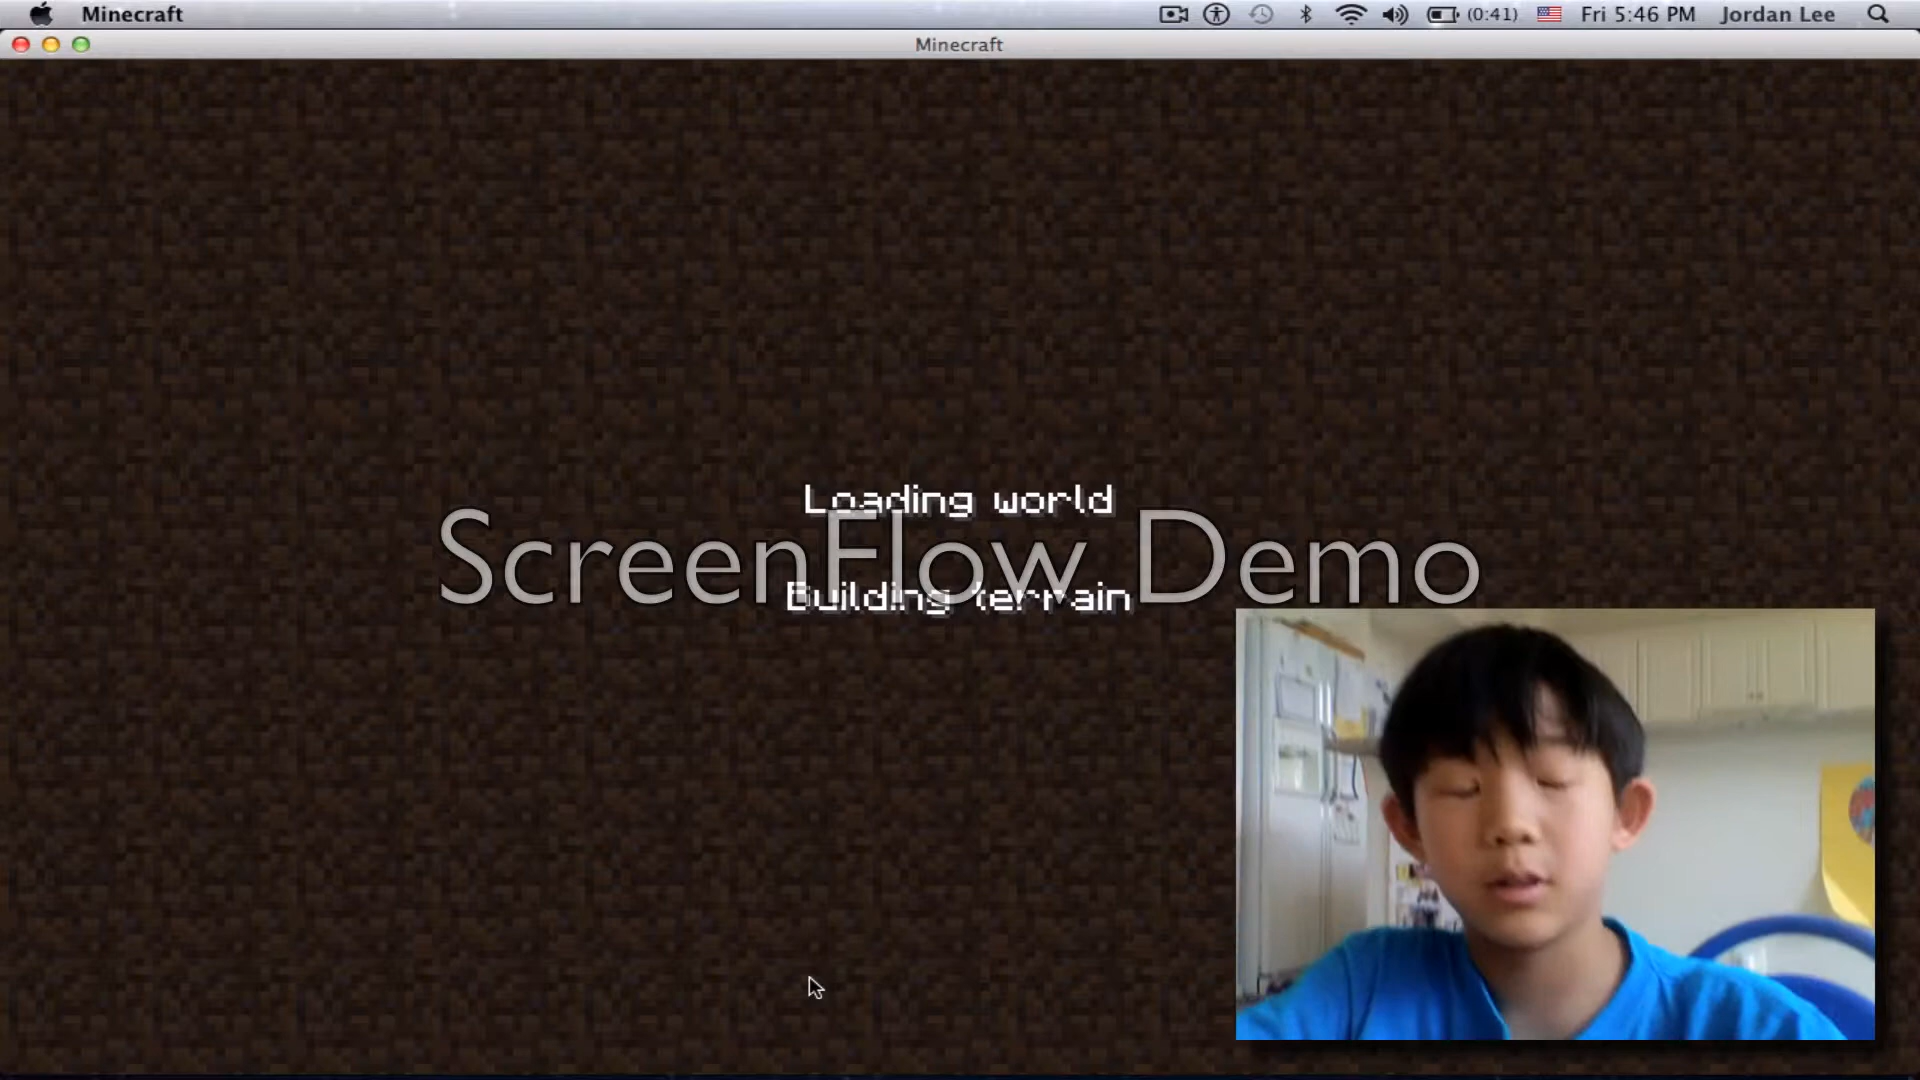 Minecraft (0:41) Fri 5:46 PM Jordan Lee
Minecraft
Loading world
ScreenFlow Demo
Building terrain